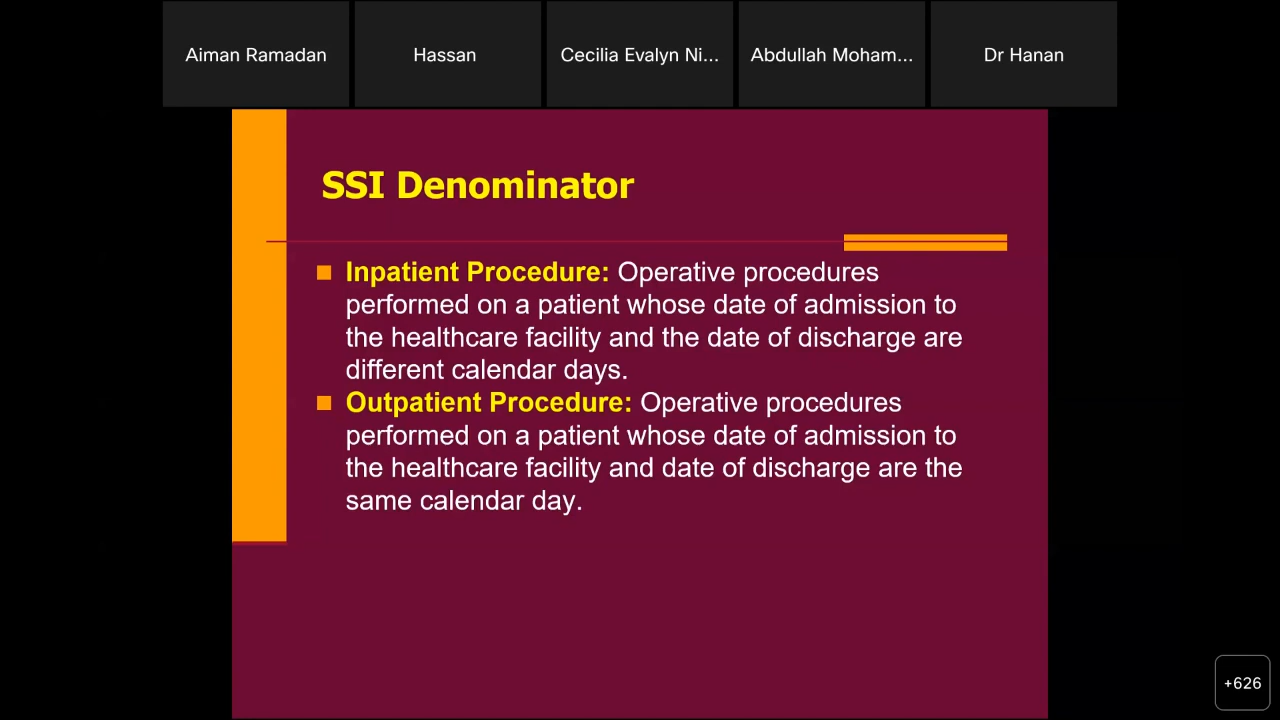 Aiman Ramadan
Hassan
Cecilia Evalyn Ni...
Abdullah Moham...
Dr Hanan
SSI Denominator
Inpatient Procedure: Operative procedures
performed on a patient whose date of admission to
the healthcare facility and the date of discharge are
different calendar days.
Outpatient Procedure: Operative procedures
performed on a patient whose date of admission to
the healthcare facility and date of discharge are the
same calendar day.
+626